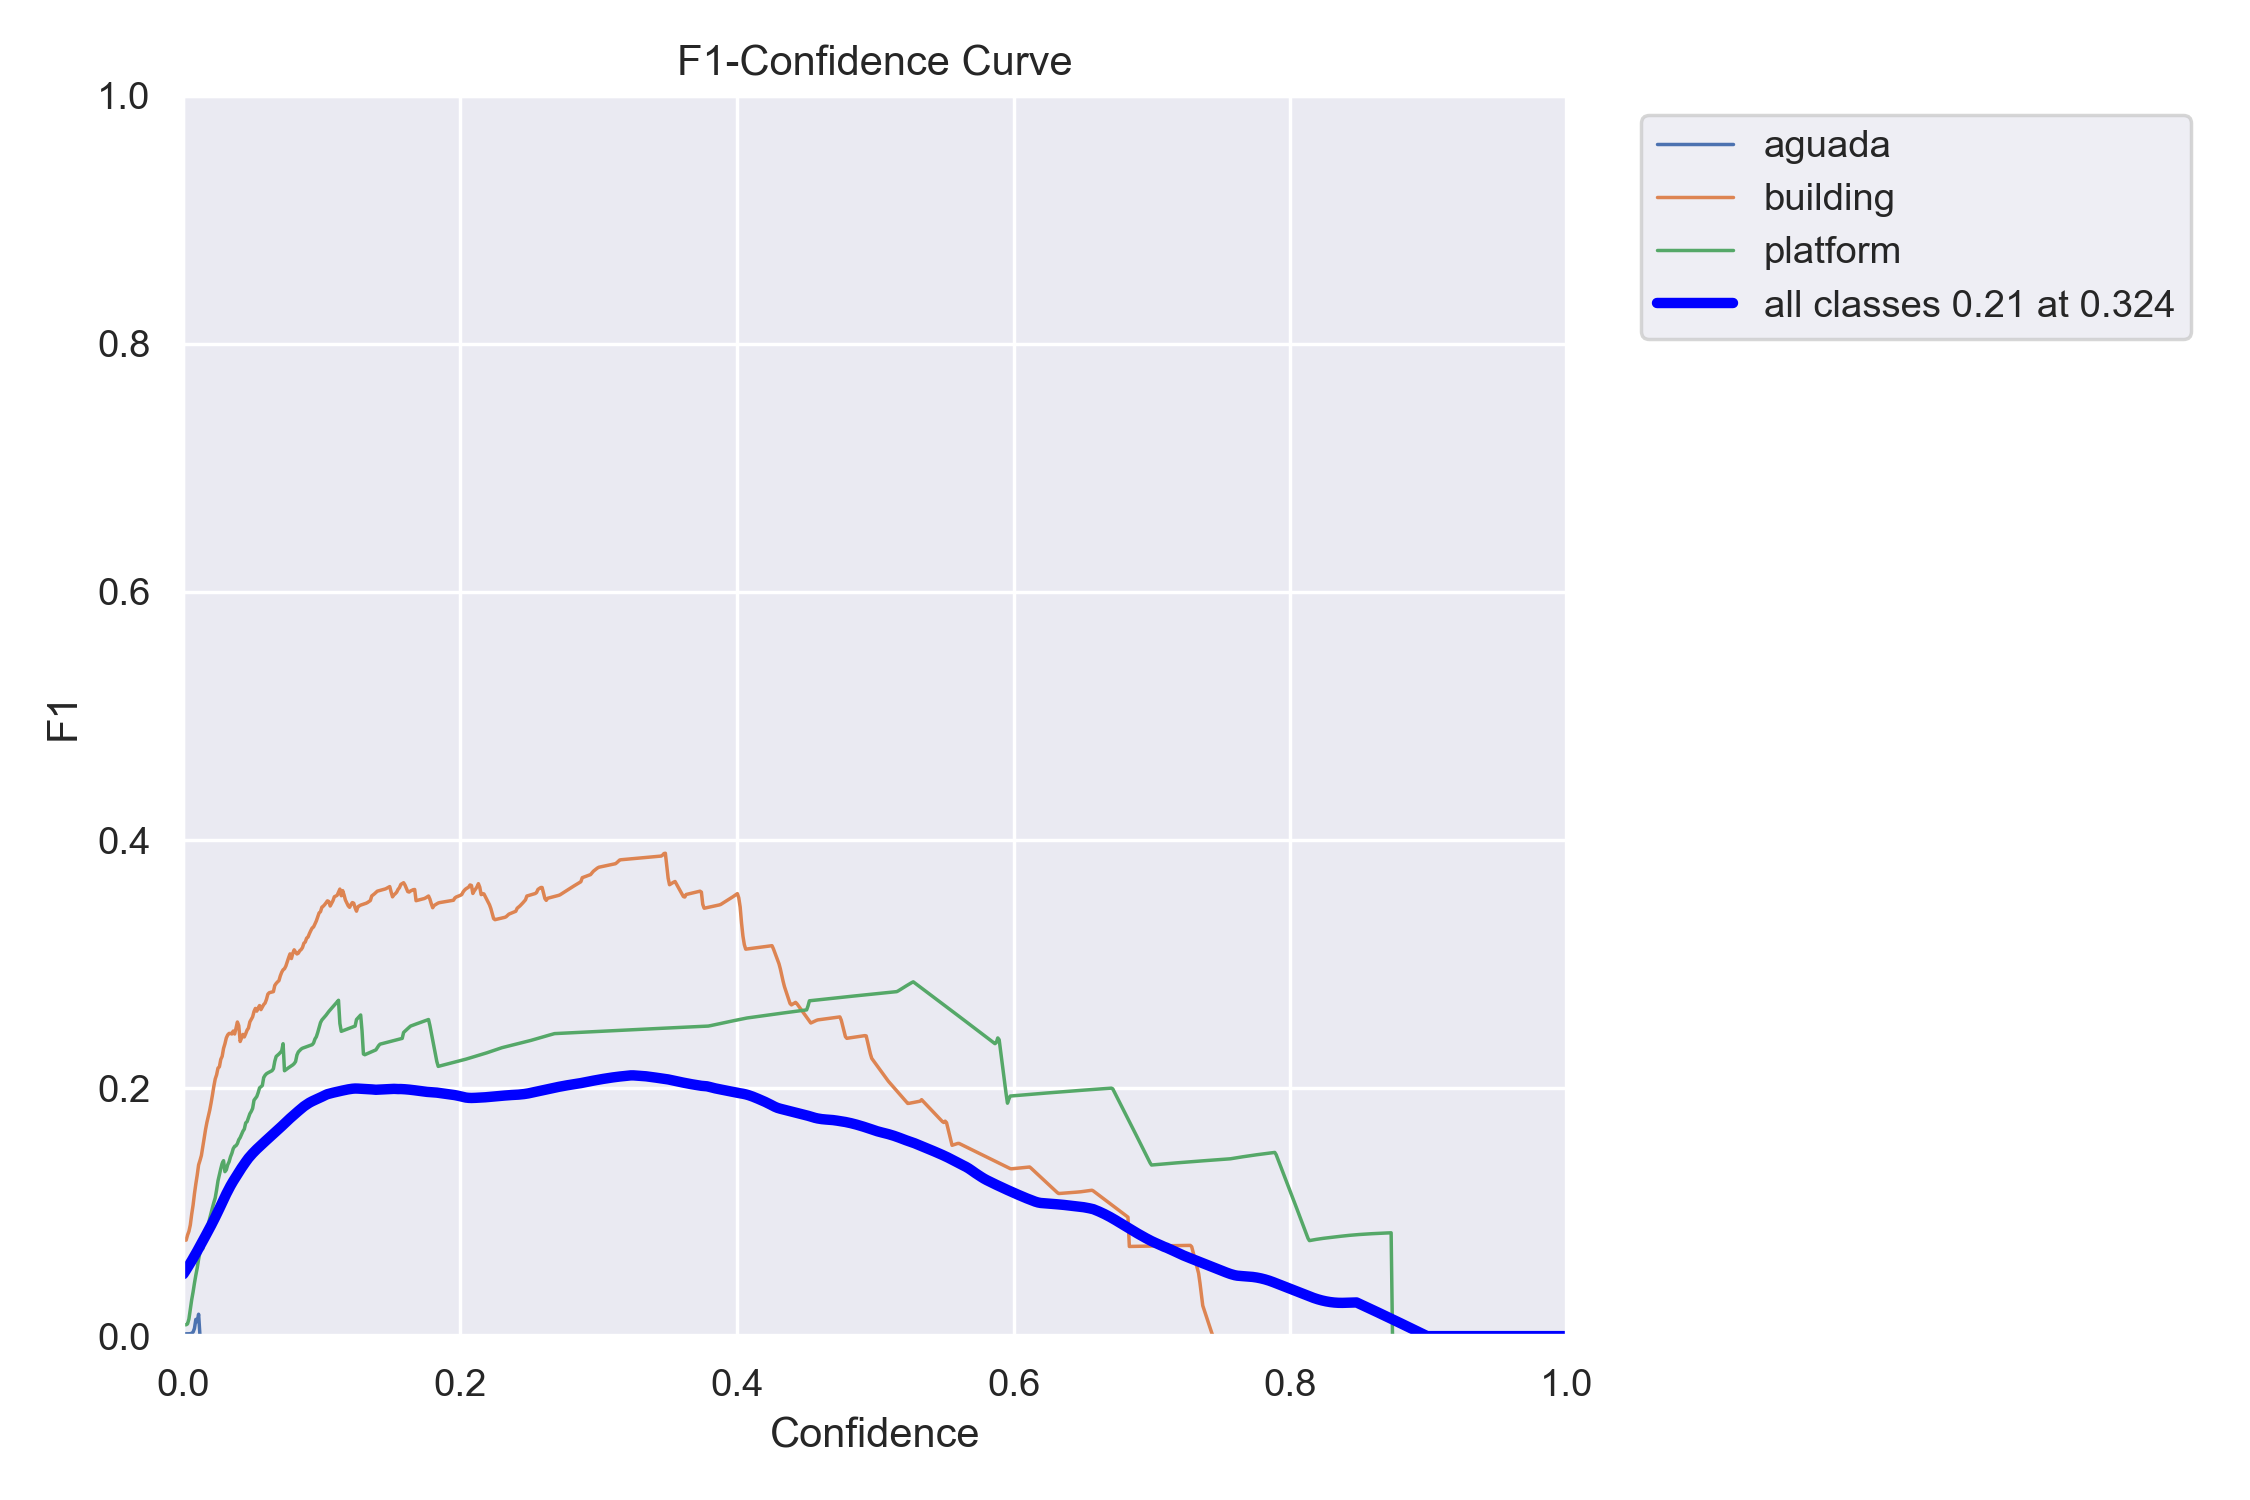 F1-Confidence Curve
1.0
0.8
0.6
0.4
0.2
0.0
F1
0.0 0.2 0.4 0.6 0.8 1.0
Confidence
aguada
building
platform
all classes 0.21 at 0.324